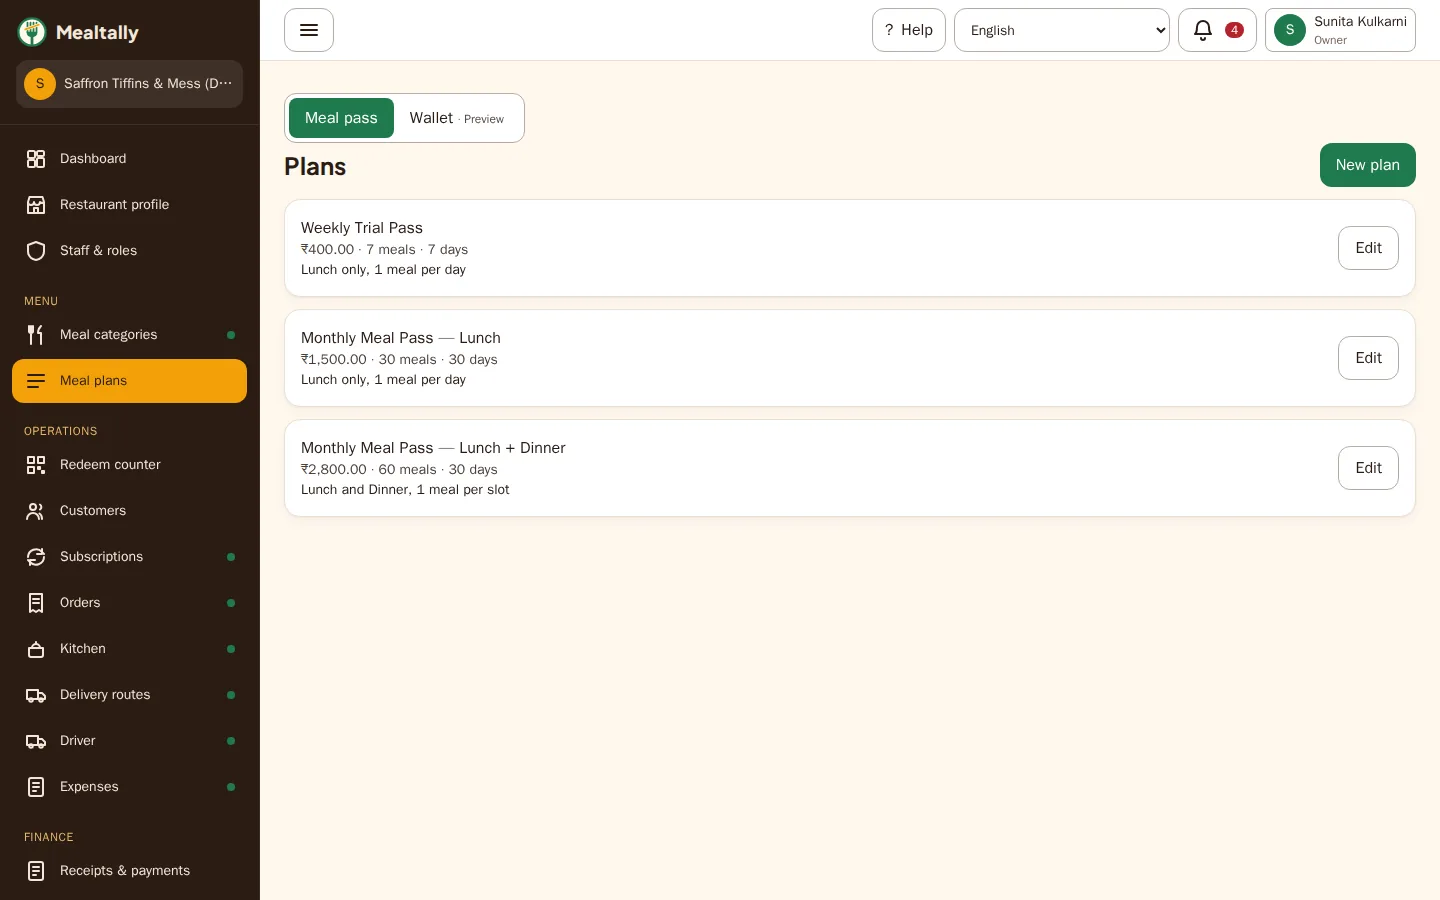 Mealtally
Saffron Tiffins & Mess (D···
Dashboard
Restaurant profile
Staff & roles
MENU
Meal categories
Meal plans
OPERATIONS
Redeem counter
Customers
Subscriptions
Orders
Kitchen
Delivery routes
Driver
Expenses
FINANCE
Receipts & payments
? Help
English
4
S
Sunita Kulkarni
Owner
S
Meal pass
Wallet · Preview
Plans
New plan
Weekly Trial Pass
₹400.00 · 7 meals · 7 days
Lunch only, 1 meal per day
Edit
Monthly Meal Pass — Lunch
₹1,500.00 · 30 meals · 30 days
Lunch only, 1 meal per day
Edit
Monthly Meal Pass — Lunch + Dinner
₹2,800.00 · 60 meals · 30 days
Lunch and Dinner, 1 meal per slot
Edit